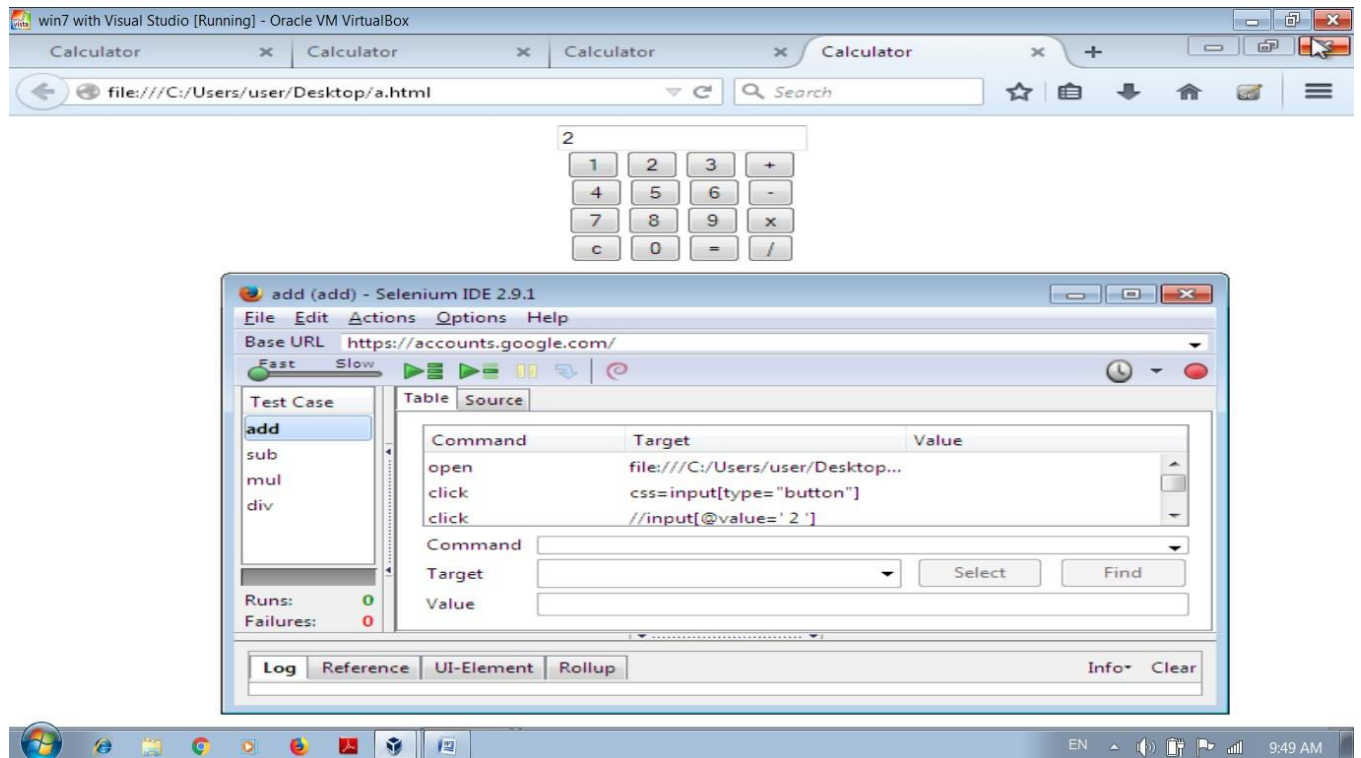 win7 with Visual Studio [Running] - Oracle VM VirtualBox
Calculator Calculator Calculator Calculator
file:///C:/Users/user/Desktop/a.html Search
2
1 2 3 +
4 5 6 -
7 8 9 x
c 0 = /
add (add) - Selenium IDE 2.9.1
File Edit Actions Options Help
Base URL https://accounts.google.com/
Fast Slow
Test Case Table Source
add
sub
mul
div
Command Target Value
open file:///C:/Users/user/Desktop...
click css=input[type="button"]
click //input[@value=' 2 ']
Command
Target Select Find
Value
Runs: 0
Failures: 0
Log Reference UI-Element Rollup Info Clear
EN 9:49 AM